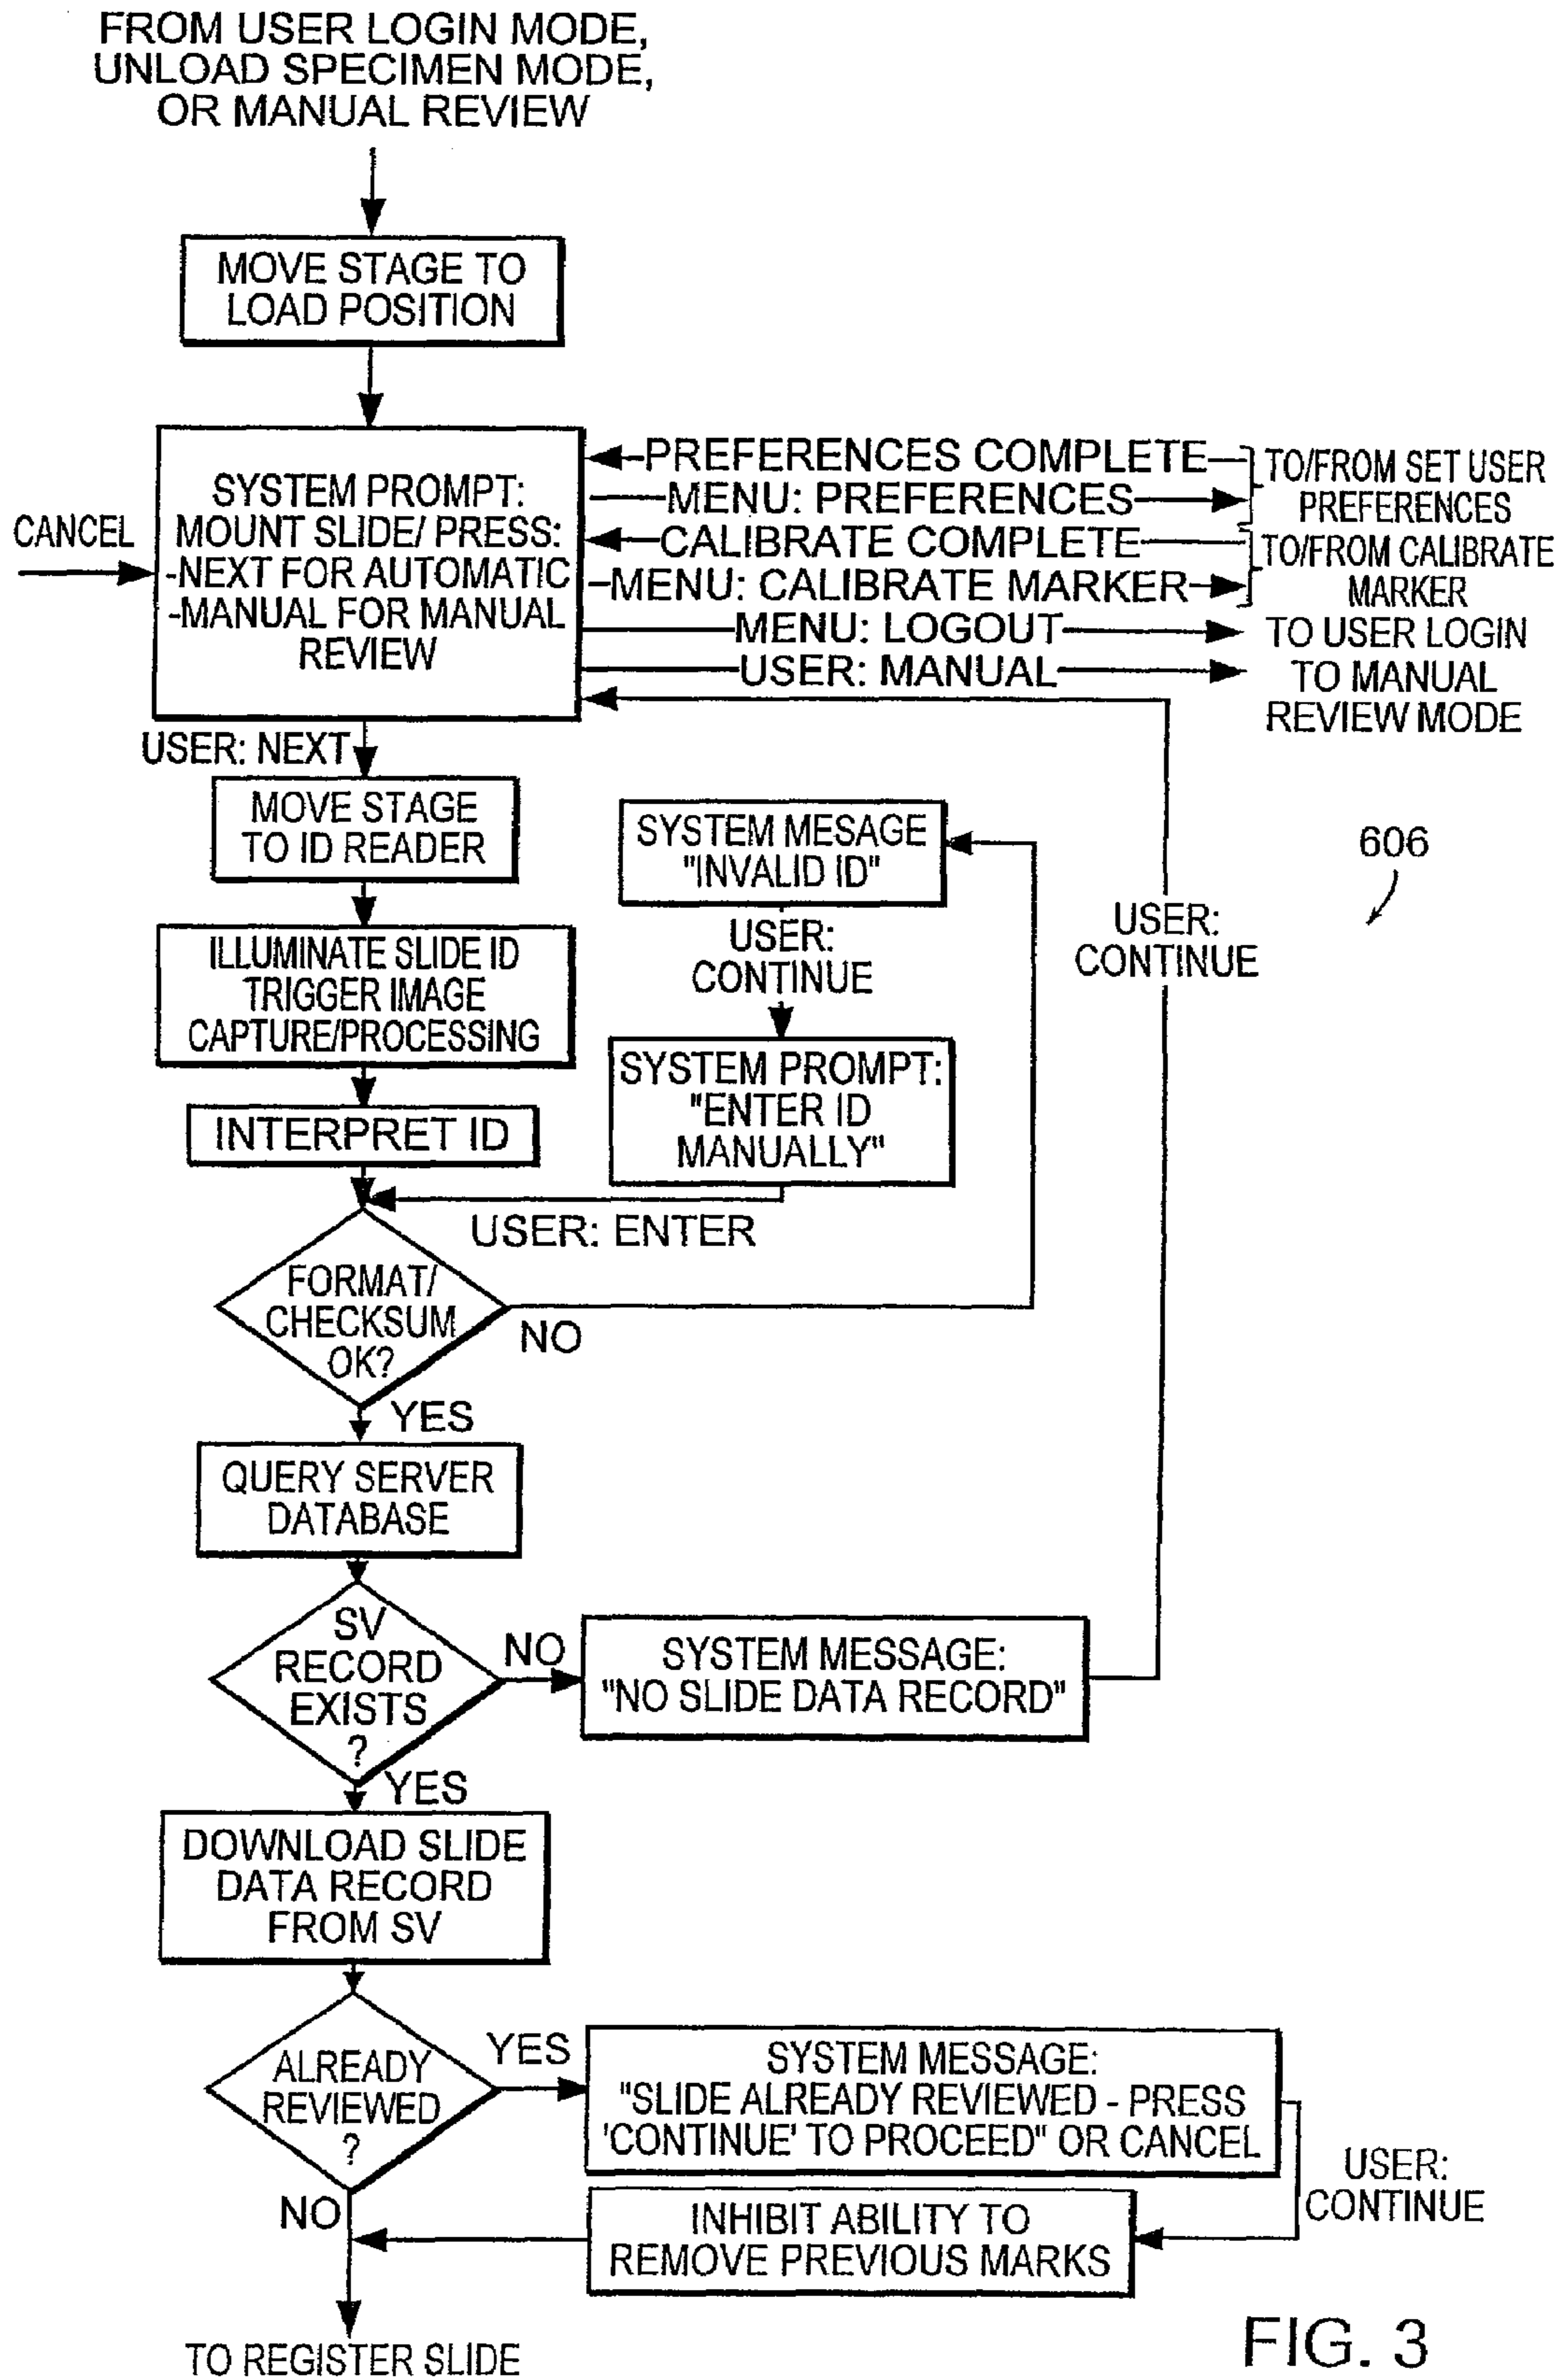 FROM USER LOGIN MODE,
UNLOAD SPECIMEN MODE,
OR MANUAL REVIEW
MOVE STAGE TO
LOAD POSITION
CANCEL
SYSTEM PROMPT:
MOUNT SLIDE/ PRESS:
-NEXT FOR AUTOMATIC
-MANUAL FOR MANUAL
REVIEW
PREFERENCES COMPLETE
MENU: PREFERENCES
TO/FROM SET USER
PREFERENCES
CALIBRATE COMPLETE
MENU: CALIBRATE MARKER
TO/FROM CALIBRATE
MARKER
MENU: LOGOUT
TO USER LOGIN
USER: MANUAL
TO MANUAL
REVIEW MODE
USER: NEXT
MOVE STAGE
TO ID READER
SYSTEM MESAGE
"INVALID ID"
606
USER:
CONTINUE
USER:
CONTINUE
ILLUMINATE SLIDE ID
TRIGGER IMAGE
CAPTURE/PROCESSING
SYSTEM PROMPT:
"ENTER ID
MANUALLY"
INTERPRET ID
USER: ENTER
FORMAT/
CHECKSUM
OK?
NO
YES
QUERY SERVER
DATABASE
SV
RECORD
EXISTS
?
NO
SYSTEM MESSAGE:
"NO SLIDE DATA RECORD"
YES
DOWNLOAD SLIDE
DATA RECORD
FROM SV
ALREADY
REVIEWED
?
YES
SYSTEM MESSAGE:
"SLIDE ALREADY REVIEWED - PRESS
'CONTINUE' TO PROCEED" OR CANCEL
USER:
CONTINUE
NO
INHIBIT ABILITY TO
REMOVE PREVIOUS MARKS
TO REGISTER SLIDE
FIG. 3